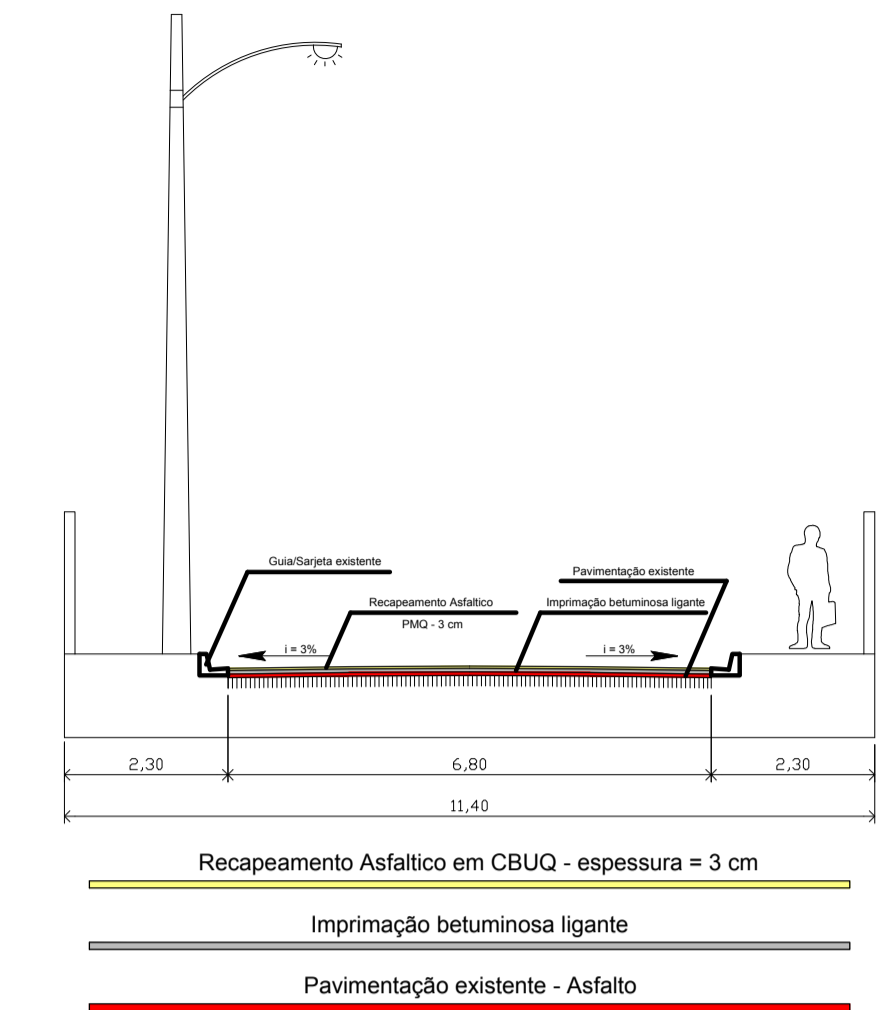 Guia/Sarjeta existente
Pavimentação existente
Recapeamento Asfaltico
PMQ - 3 cm
Imprimação betuminosa ligante
i = 3%
i = 3%
2,30
6,80
2,30
11,40
Recapeamento Asfaltico em CBUQ - espessura = 3 cm
Imprimação betuminosa ligante
Pavimentação existente - Asfalto